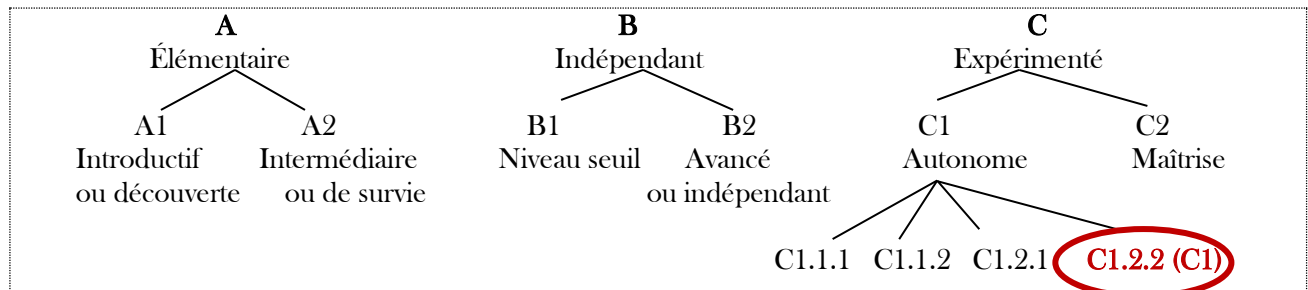 A B C
Élémentaire Indépendant Expérimenté
A1 A2 B1 B2 C1 C2
Introductif Intermédiaire Niveau seuil Avancé Autonome Maîtrise
ou découverte ou de survie ou indépendant
C1.1.1 C1.1.2 C1.2.1 C1.2.2 (C1)